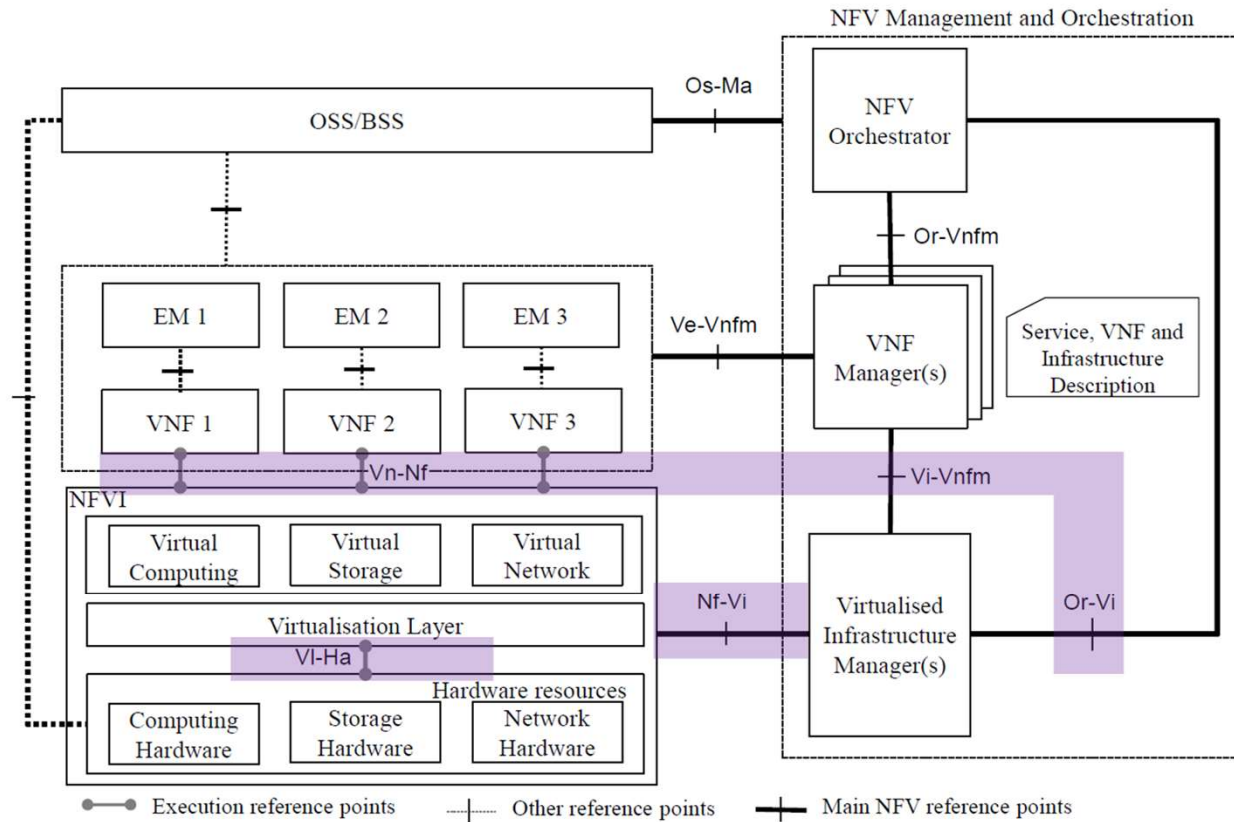 NFV Management and Orchestration
Os-Ma
OSS/BSS
NFV
Orchestrator
Or-Vnfm
EM 1
EM 2
EM 3
Ve-Vnfm
VNF
Manager(s)
Service, VNF and
Infrastructure
Description
VNF 1
VNF 2
VNF 3
Vn-Nf
Vi-Vnfm
NFVI
Virtual
Computing
Virtual
Storage
Virtual
Network
Nf-Vi
Virtualised
Infrastructure
Manager(s)
Or-Vi
Virtualisation Layer
Vl-Ha
Hardware resources
Computing
Hardware
Storage
Hardware
Network
Hardware
Execution reference points
Other reference points
Main NFV reference points